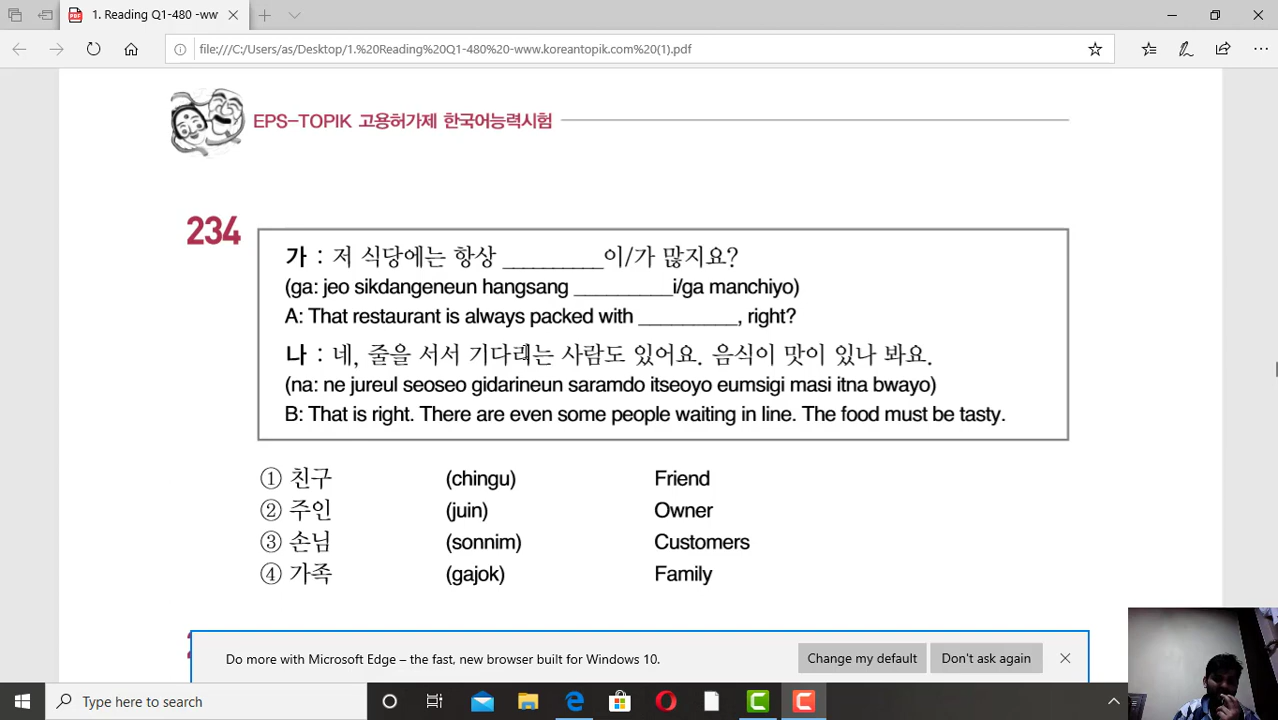 1. Reading Q1-480 -ww
file:///C:/Users/as/Desktop/1.%20Reading%20Q1-480%20-www.koreantopik.com%20(1).pdf
EPS-TOPIK 고용허가제 한국어능력시험
234
가 : 저 식당에는 항상 __________이/가 많지요?
(ga: jeo sikdangeneun hangsang _________i/ga manchiyo)
A: That restaurant is always packed with _________, right?
나 : 네, 줄을 서서 기다리는 사람도 있어요. 음식이 맛이 있나 봐요.
(na: ne jureul seoseo gidarineun saramdo itseoyo eumsigi masi itna bwayo)
B: That is right. There are even some people waiting in line. The food must be tasty.
① 친구 (chingu) Friend
② 주인 (juin) Owner
③ 손님 (sonnim) Customers
④ 가족 (gajok) Family
Do more with Microsoft Edge – the fast, new browser built for Windows 10.
Change my default
Don't ask again
Type here to search